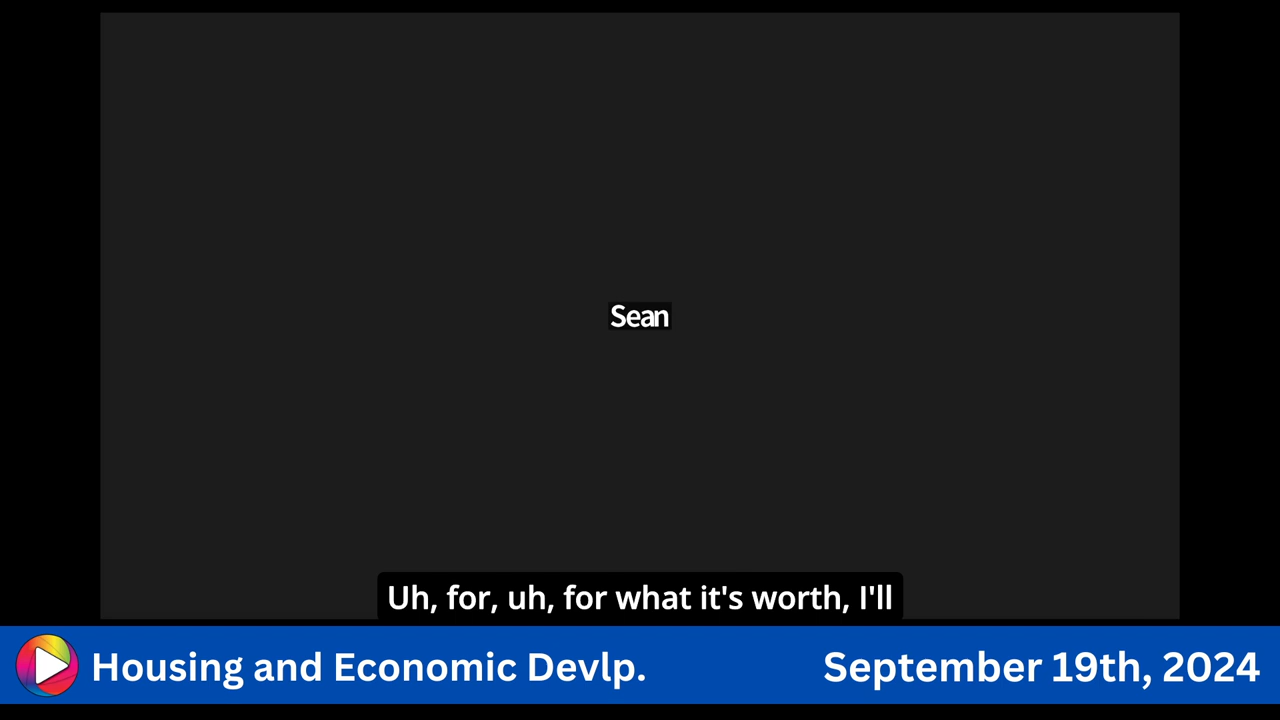 Sean
Uh, for, uh, for what it's worth, I'll
Housing and Economic Devlp.
September 19th, 2024